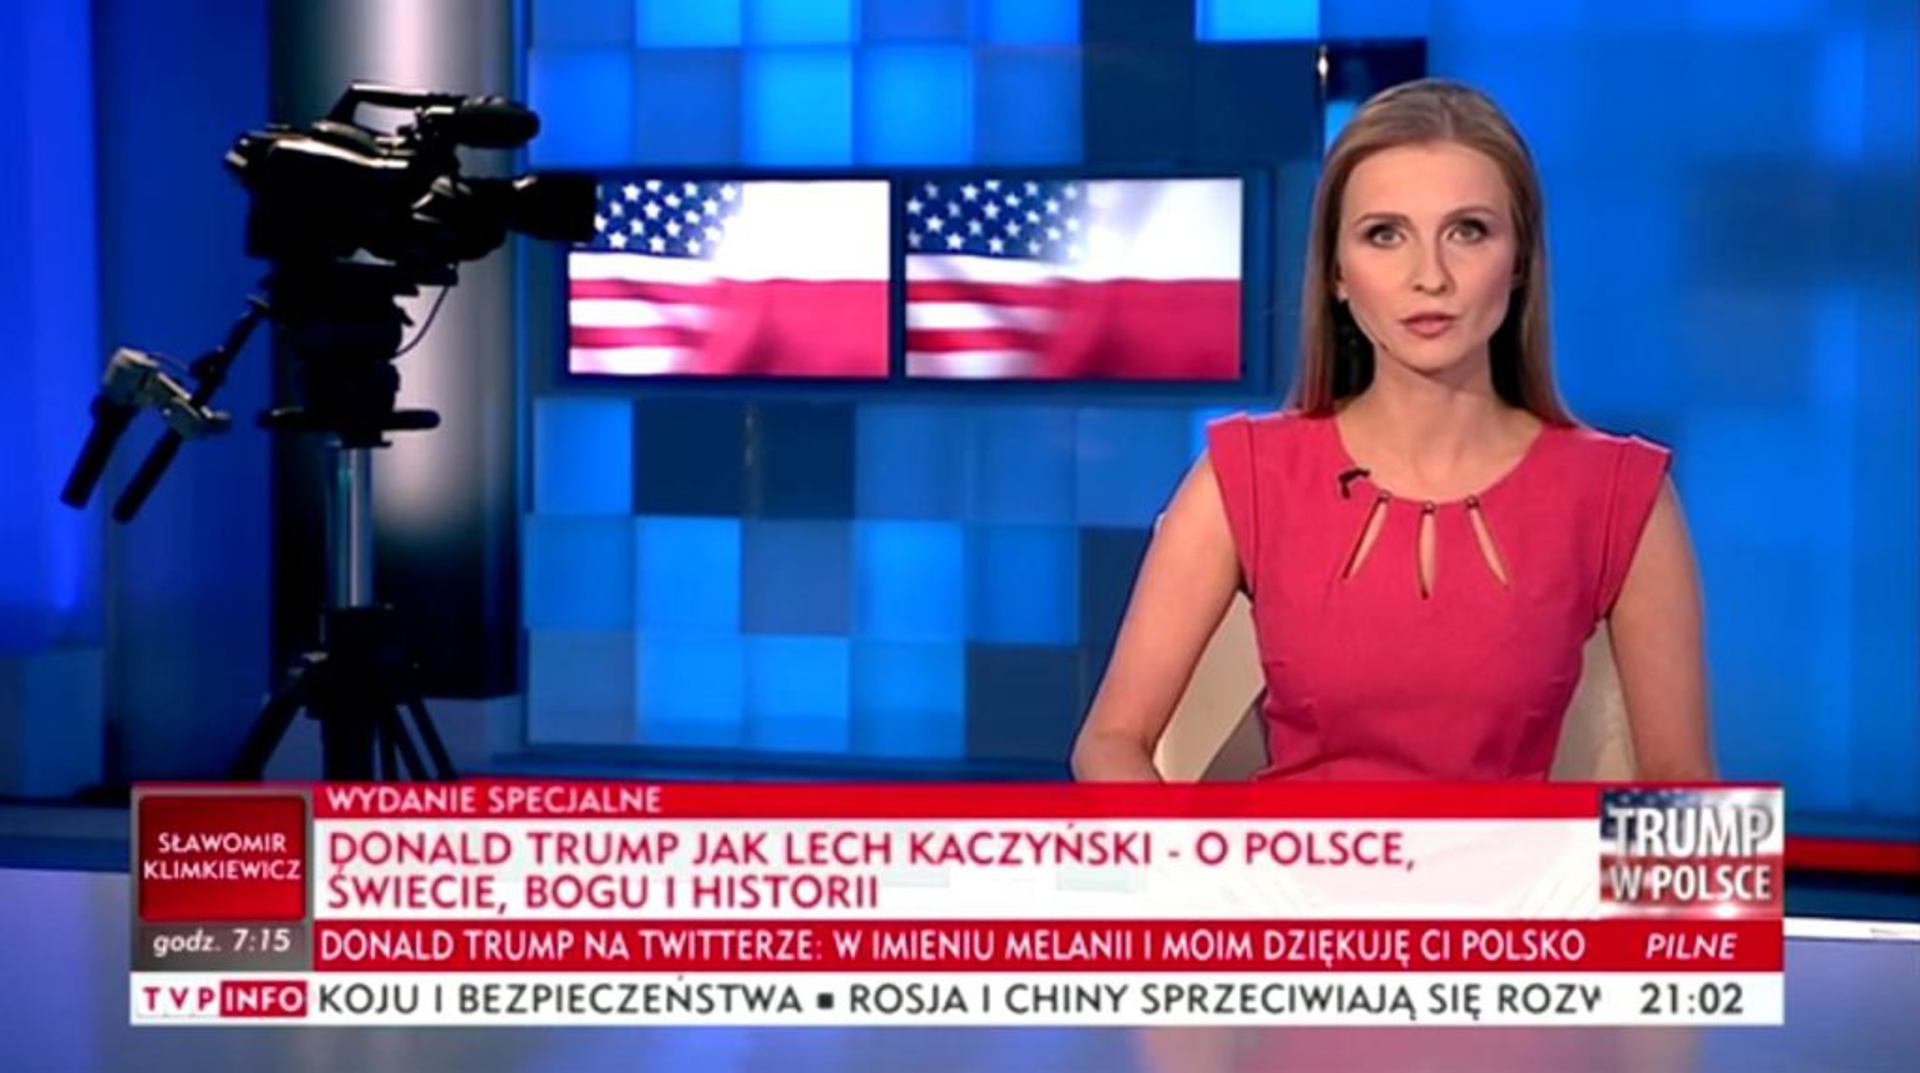 WYDANIE SPECJALNE
SŁAWOMIR
KLIMKIEWICZ
DONALD TRUMP JAK LECH KACZYŃSKI - O POLSCE,
ŚWIECIE, BOGU I HISTORII
TRUMP
W POLSCE
godz. 7:15
DONALD TRUMP NA TWITTERZE: W IMIENIU MELANII I MOIM DZIĘKUJĘ CI POLSKO
PILNE
TVP INFO
KOJU I BEZPIECZEŃSTWA ▪ ROSJA I CHINY SPRZECIWIAJĄ SIĘ ROZW
21:02